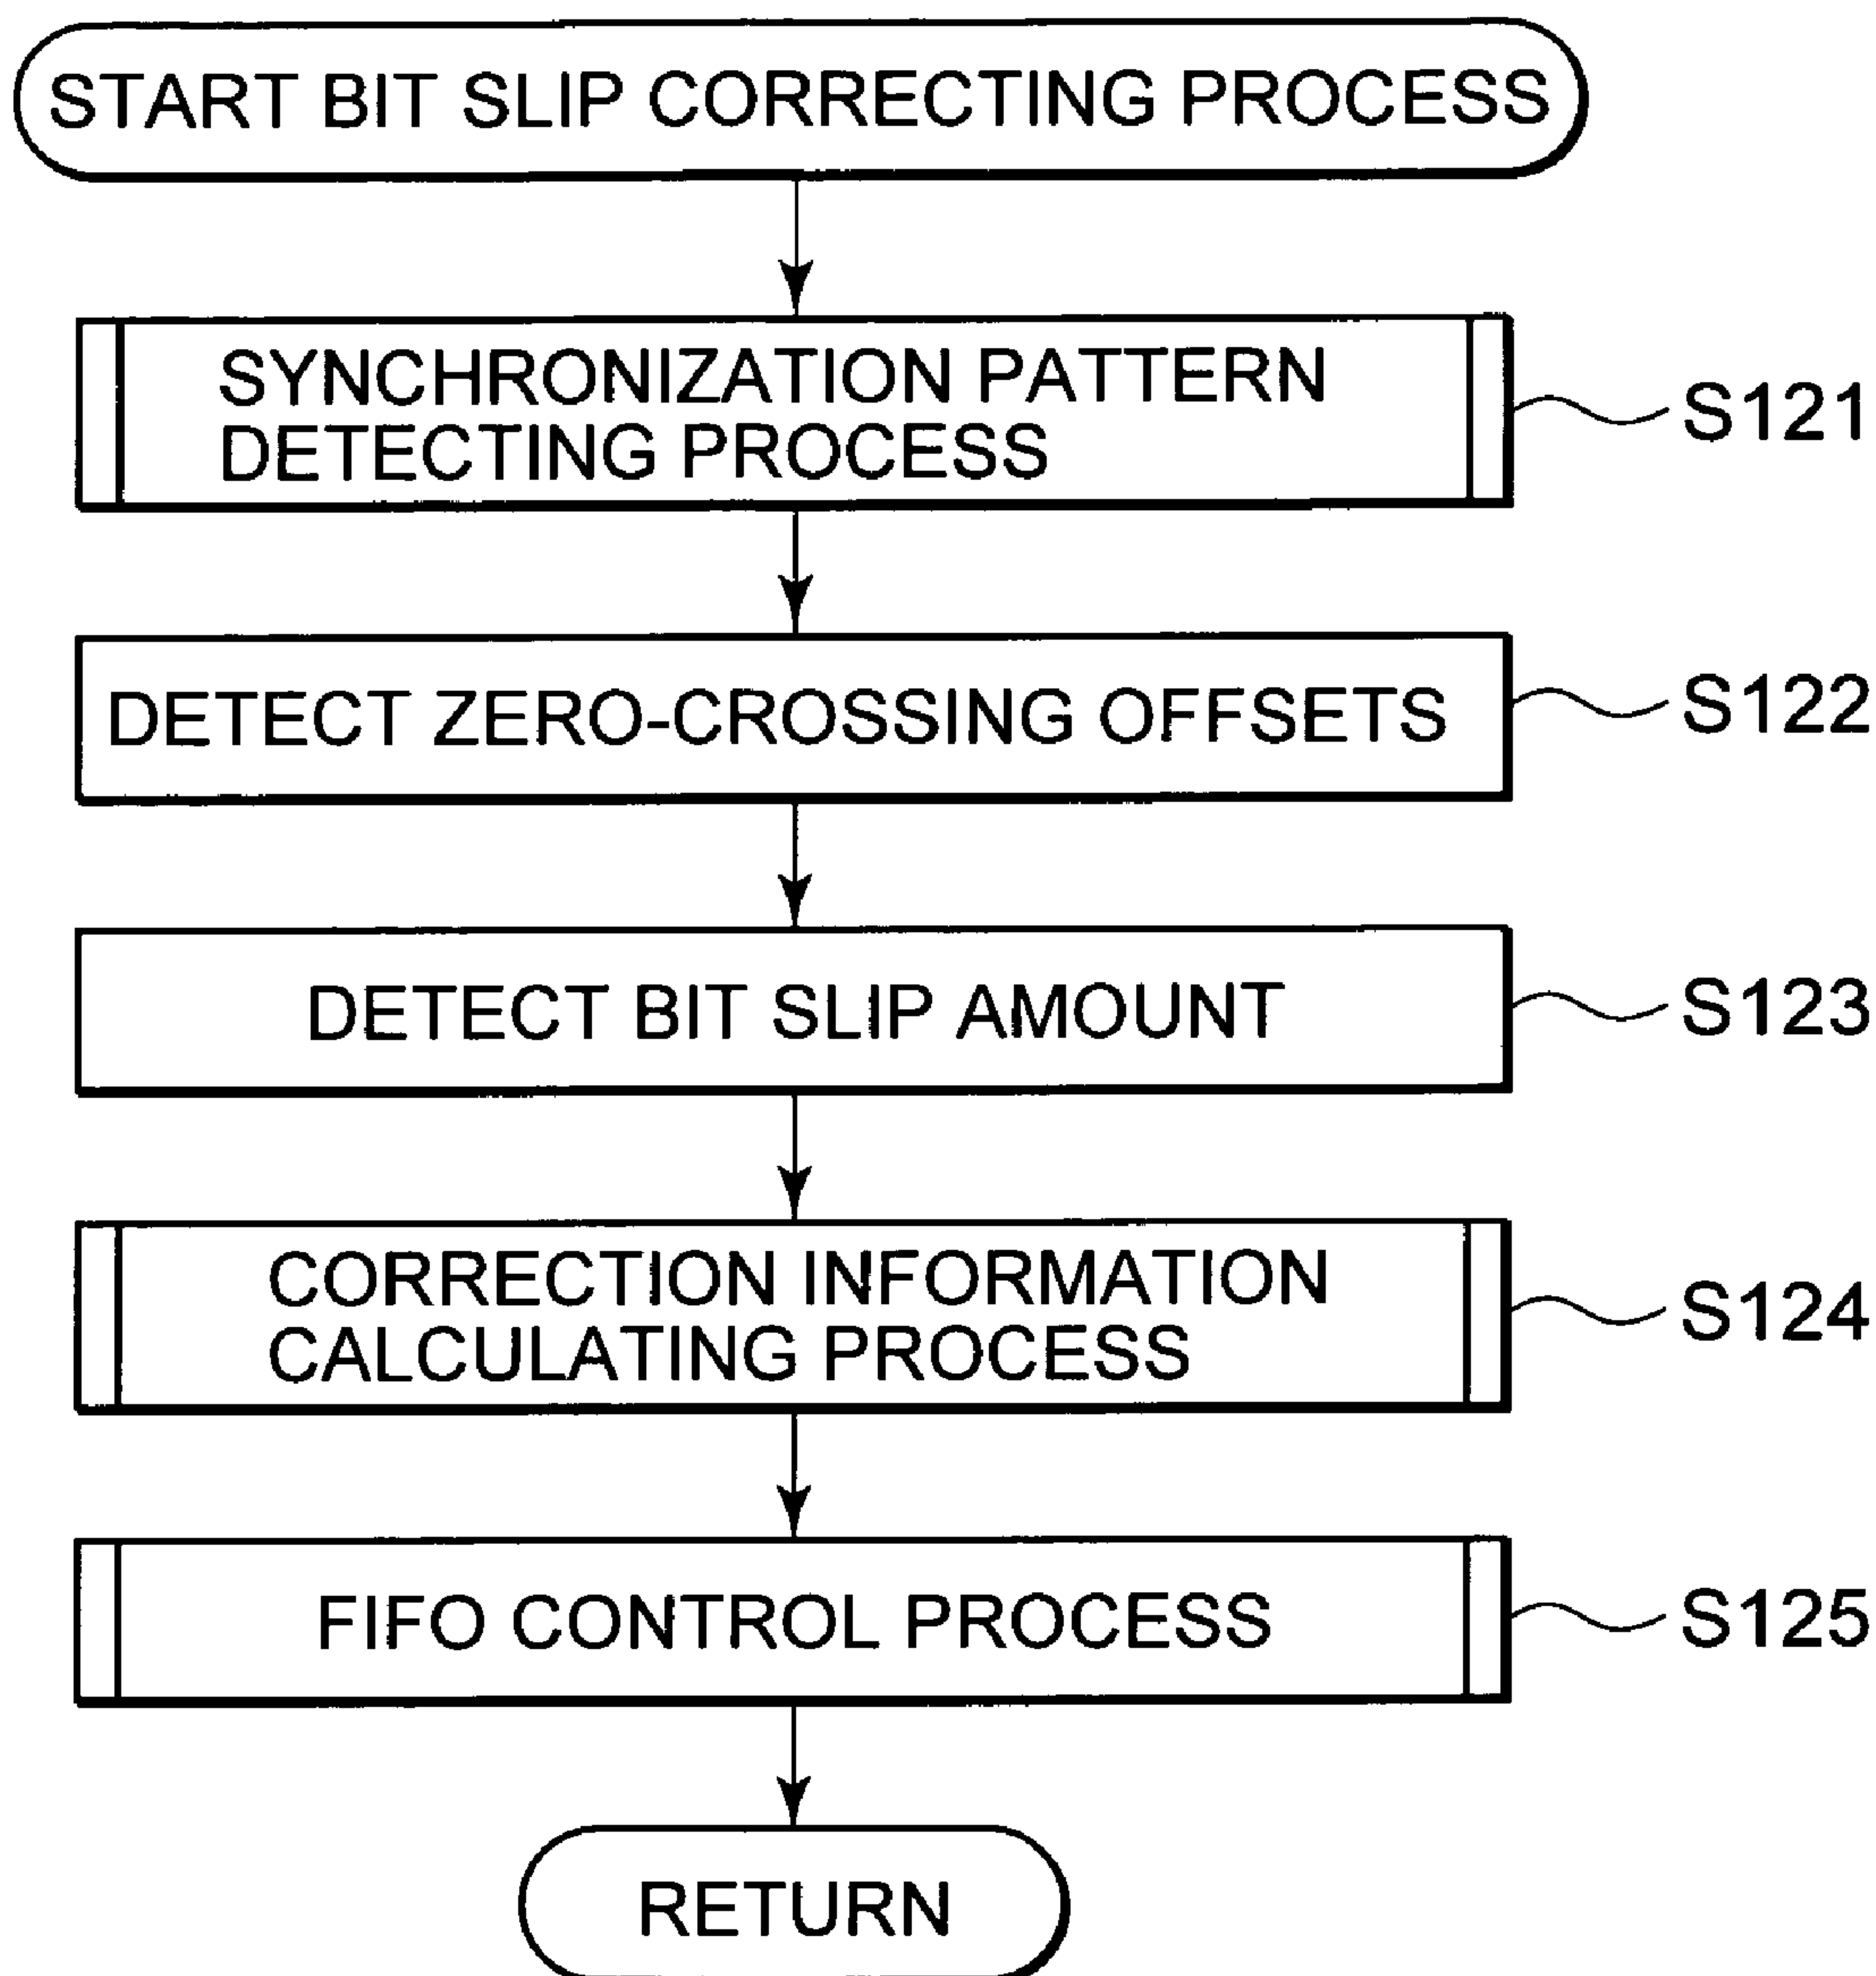 START BIT SLIP CORRECTING PROCESS
SYNCHRONIZATION PATTERN
DETECTING PROCESS
S121
DETECT ZERO-CROSSING OFFSETS
S122
DETECT BIT SLIP AMOUNT
S123
CORRECTION INFORMATION
CALCULATING PROCESS
S124
FIFO CONTROL PROCESS
S125
RETURN